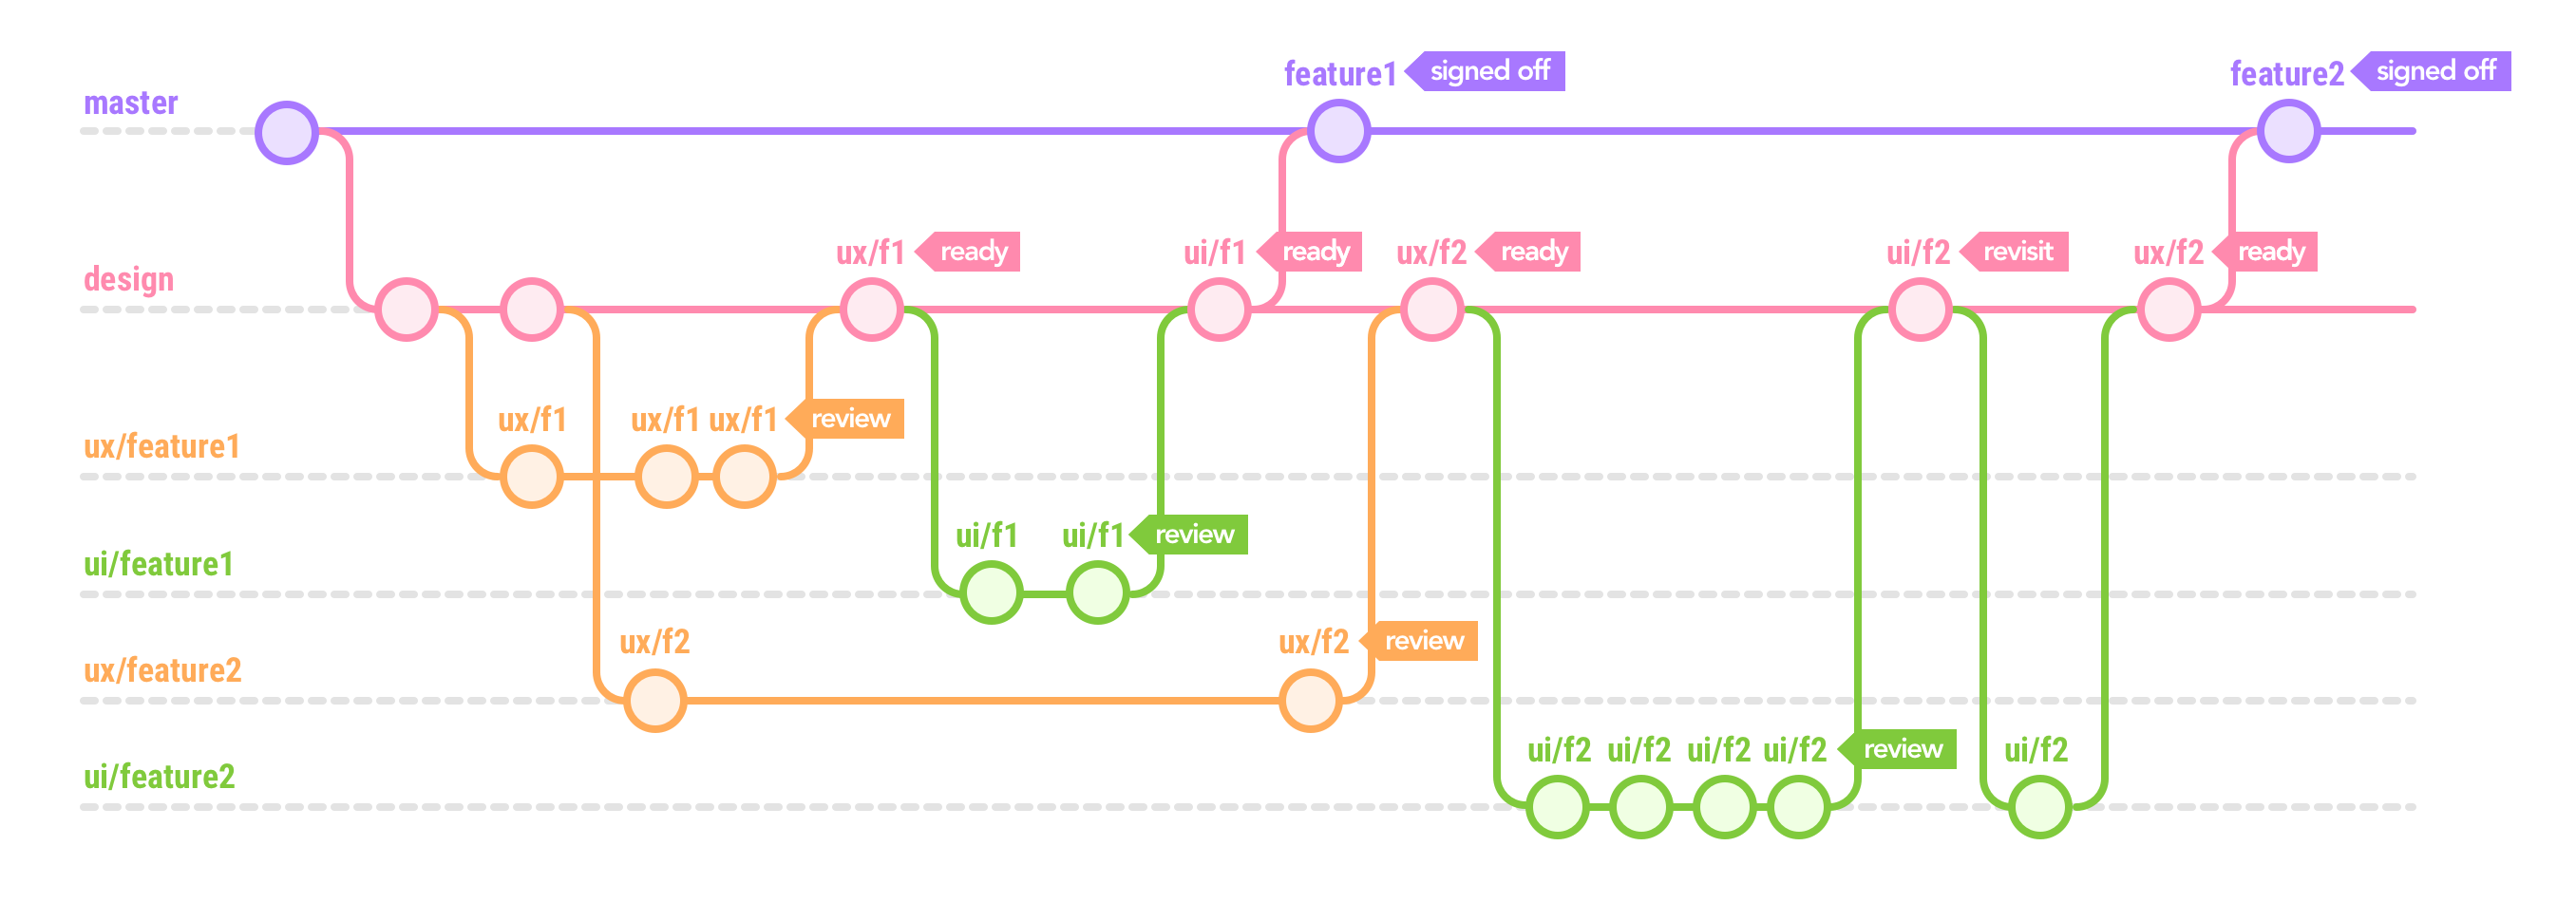 feature1 signed off
feature2 signed off
master
ux/f1 ready
ui/f1 ready
ux/f2 ready
ui/f2 revisit
ux/f2 ready
design
ux/f1
ux/f1
ux/f1 review
ux/feature1
ui/f1
ui/f1 review
ui/feature1
ux/f2
ux/f2 review
ux/feature2
ui/f2
ui/f2
ui/f2
ui/f2 review
ui/f2
ui/feature2